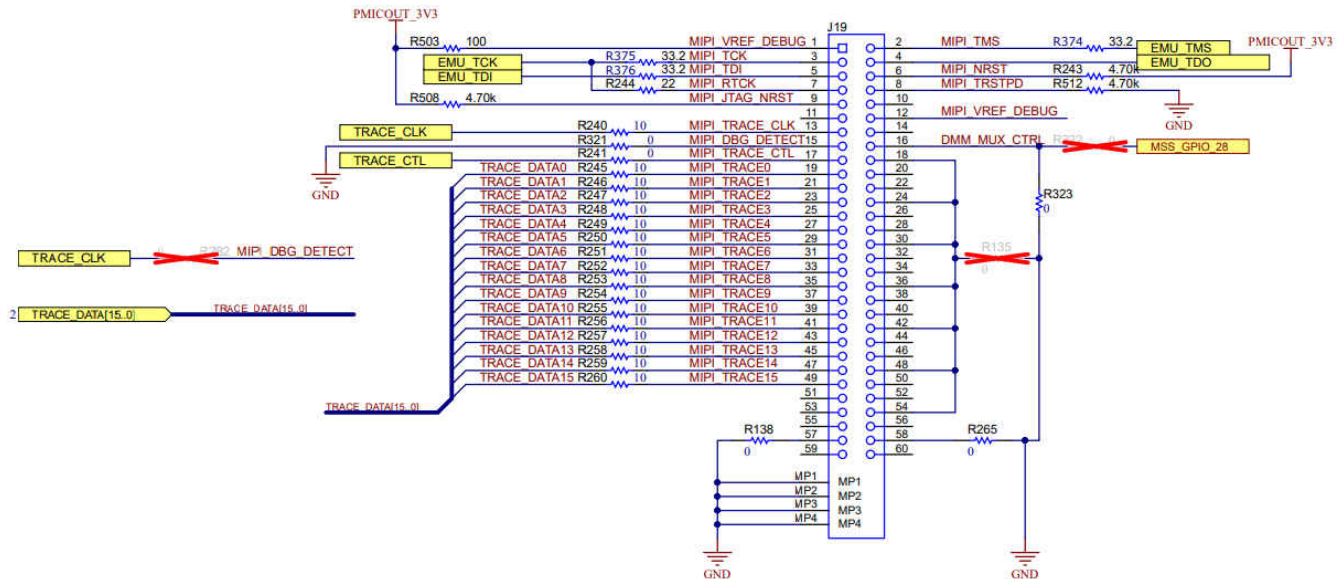 PMICOUT_3V3
J19
R503 100 MIPI_VREF_DEBUG 1 2 MIPI_TMS R374 33.2 EMU_TMS PMICOUT_3V3
EMU_TCK R375 33.2 MIPI_TCK 3 4 EMU_TDO
EMU_TDI R376 33.2 MIPI_TDI 5 6 MIPI_NRST R243 4.70k
R244 22 MIPI_RTCK 7 8 MIPI_TRSTPD R512 4.70k
R508 4.70k MIPI_JTAG_NRST 9 10
11 12 MIPI_VREF_DEBUG GND
TRACE_CLK R240 10 MIPI_TRACE_CLK 13 14
R321 0 MIPI_DBG_DETECT 15 16 DMM_MUX_CTRL 0 MSS_GPIO_28
TRACE_CTL R241 0 MIPI_TRACE_CTL 17 18
TRACE_DATA0 R245 10 MIPI_TRACE0 19 20
GND TRACE_DATA1 R246 10 MIPI_TRACE1 21 22
TRACE_DATA2 R247 10 MIPI_TRACE2 23 24 R323
TRACE_DATA3 R248 10 MIPI_TRACE3 25 26 0
TRACE_DATA4 R249 10 MIPI_TRACE4 27 28
TRACE_DATA5 R250 10 MIPI_TRACE5 29 30 R135
TRACE_CLK MIPI_DBG_DETECT TRACE_DATA6 R251 10 MIPI_TRACE6 31 32
TRACE_DATA7 R252 10 MIPI_TRACE7 33 34 0
TRACE_DATA8 R253 10 MIPI_TRACE8 35 36
TRACE_DATA9 R254 10 MIPI_TRACE9 37 38
2 TRACE_DATA[15..0] TRACE_DATA[15..0] TRACE_DATA10 R255 10 MIPI_TRACE10 39 40
TRACE_DATA11 R256 10 MIPI_TRACE11 41 42
TRACE_DATA12 R257 10 MIPI_TRACE12 43 44
TRACE_DATA13 R258 10 MIPI_TRACE13 45 46
TRACE_DATA14 R259 10 MIPI_TRACE14 47 48
TRACE_DATA15 R260 10 MIPI_TRACE15 49 50
51 52
TRACE_DATA[15..0] 53 54
55 56
R138 57 58 R265
0 59 60 0
MP1 MP1
MP2 MP2
MP3 MP3
MP4 MP4
GND GND